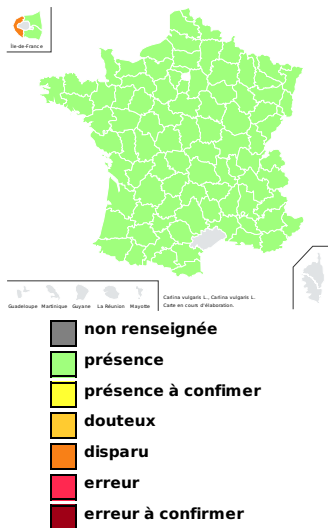 Île-de-France
Guadeloupe Martinique Guyane La Réunion Mayotte
Carlina vulgaris L., Carlina vulgaris L.
Carte en cours d'élaboration.
non renseignée
présence
présence à confimer
douteux
disparu
erreur
erreur à confirmer